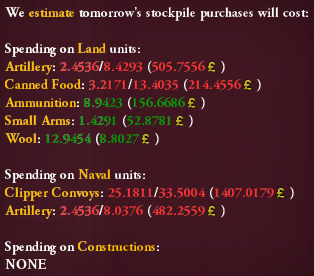 We estimate tomorrow's stockpile purchases will cost:
Spending on Land units:
Artillery: 2.4536/8.4293 (505.7556£ )
Canned Food: 3.2171/13.4035 (214.4556£ )
Ammunition: 8.9423 (156.6686£ )
Small Arms: 1.4291 (52.8781£ )
Wool: 12.9454 (8.8027£ )
Spending on Naval units:
Clipper Convoys: 25.1811/33.5004 (1407.0179£ )
Artillery: 2.4536/8.0376 (482.2559£ )
Spending on Constructions:
NONE